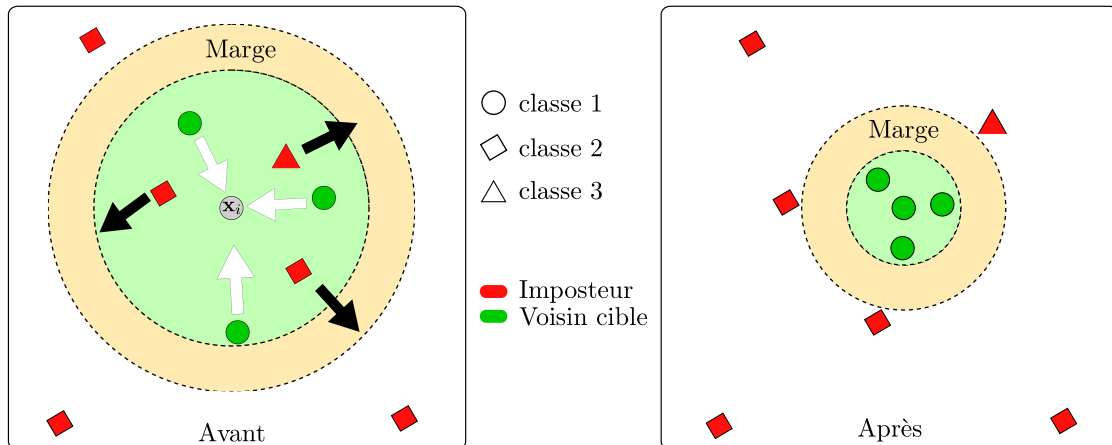 Marge
x_i
Avant
classe 1
classe 2
classe 3
Imposteur
Voisin cible
Marge
Après